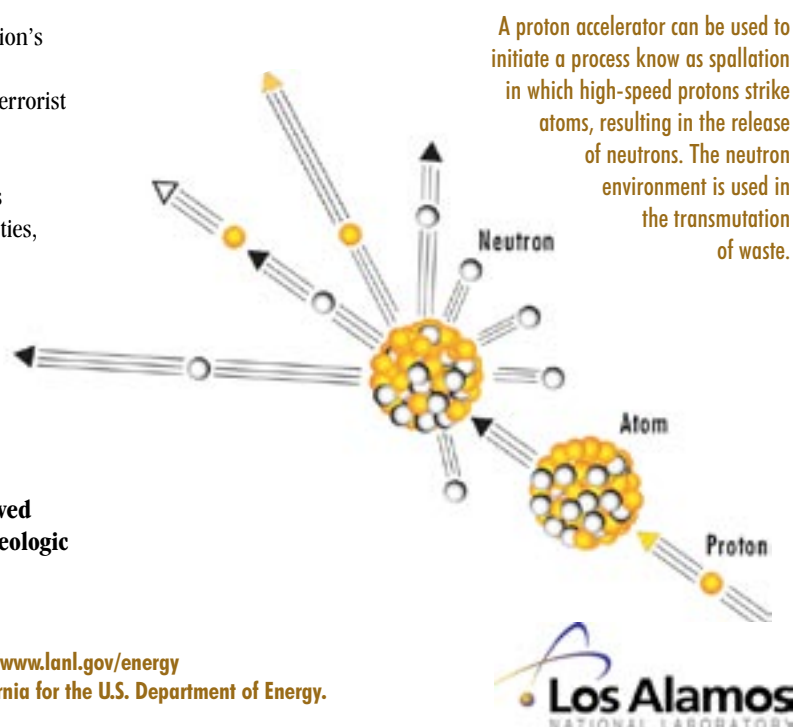 ion's
errorist
s
ties,
ved
eologic
A proton accelerator can be used to
initiate a process know as spallation
in which high-speed protons strike
atoms, resulting in the release
of neutrons. The neutron
environment is used in
the transmutation
of waste.
Neutron
Atom
Proton
www.lanl.gov/energy
rnia for the U.S. Department of Energy.
Los Alamos
NATIONAL LABORATORY